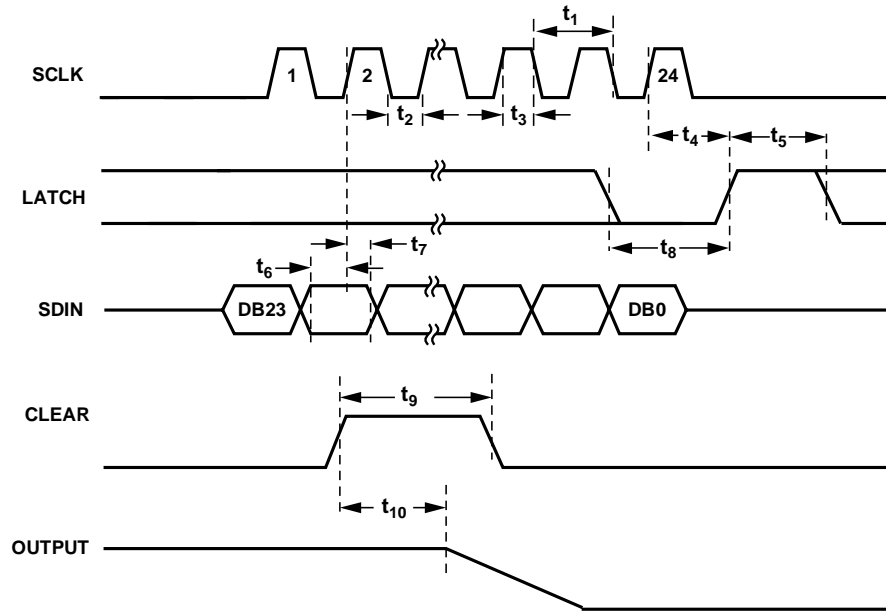 t1
SCLK
1
2
24
t2
t3
t4
t5
LATCH
t8
t7
t6
SDIN
DB23
DB0
t9
CLEAR
t10
OUTPUT